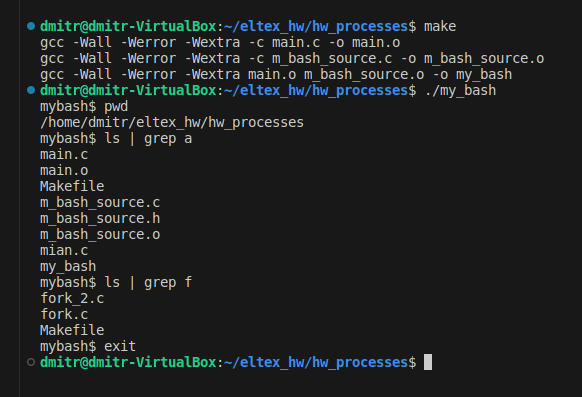 dmitr@dmitr-VirtualBox:~/eltex_hw/hw_processes$ make
gcc -Wall -Werror -Wextra -c main.c -o main.o
gcc -Wall -Werror -Wextra -c m_bash_source.c -o m_bash_source.o
gcc -Wall -Werror -Wextra main.o m_bash_source.o -o my_bash
dmitr@dmitr-VirtualBox:~/eltex_hw/hw_processes$ ./my_bash
mybash$ pwd
/home/dmitr/eltex_hw/hw_processes
mybash$ ls | grep a
main.c
main.o
Makefile
m_bash_source.c
m_bash_source.h
m_bash_source.o
mian.c
my_bash
mybash$ ls | grep f
fork_2.c
fork.c
Makefile
mybash$ exit
dmitr@dmitr-VirtualBox:~/eltex_hw/hw_processes$